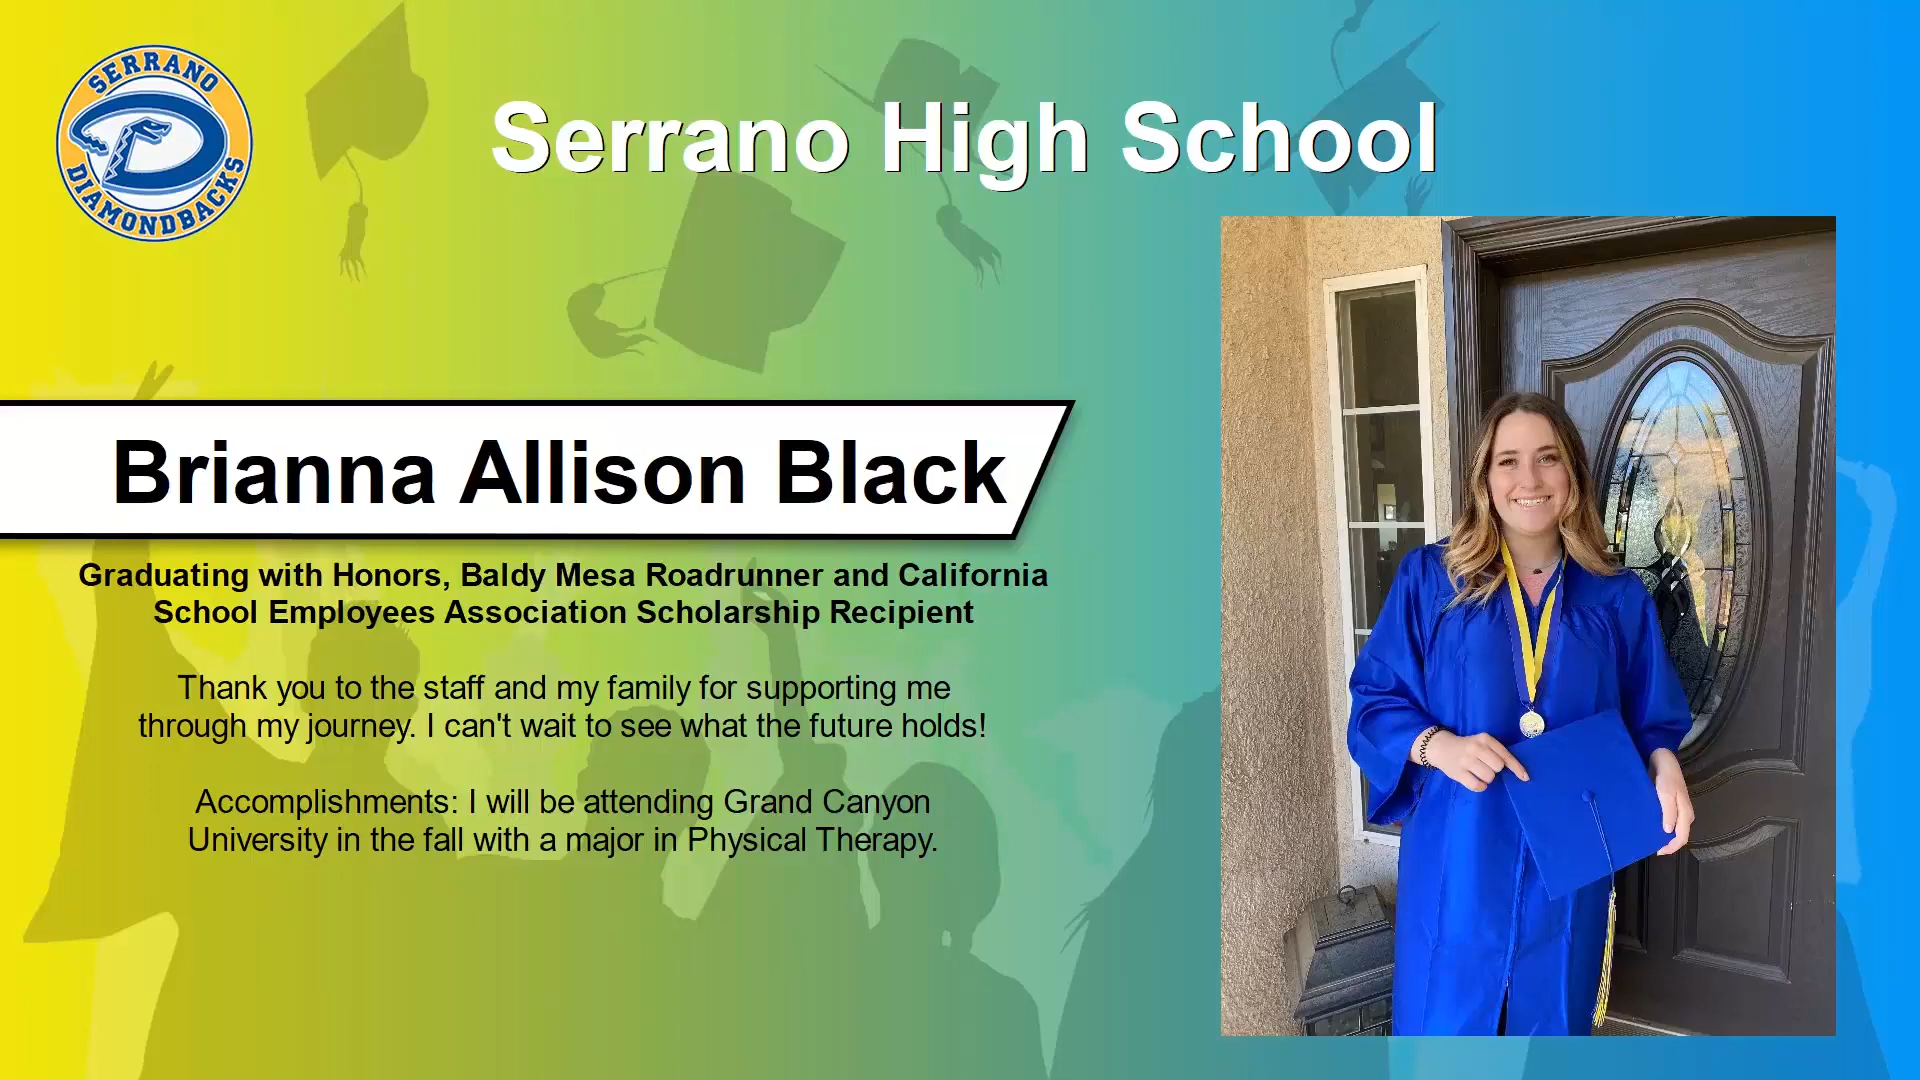 SERRANO
DIAMONDBACKS
Serrano High School
Brianna Allison Black
Graduating with Honors, Baldy Mesa Roadrunner and California
School Employees Association Scholarship Recipient
Thank you to the staff and my family for supporting me
through my journey. I can't wait to see what the future holds!
Accomplishments: I will be attending Grand Canyon
University in the fall with a major in Physical Therapy.